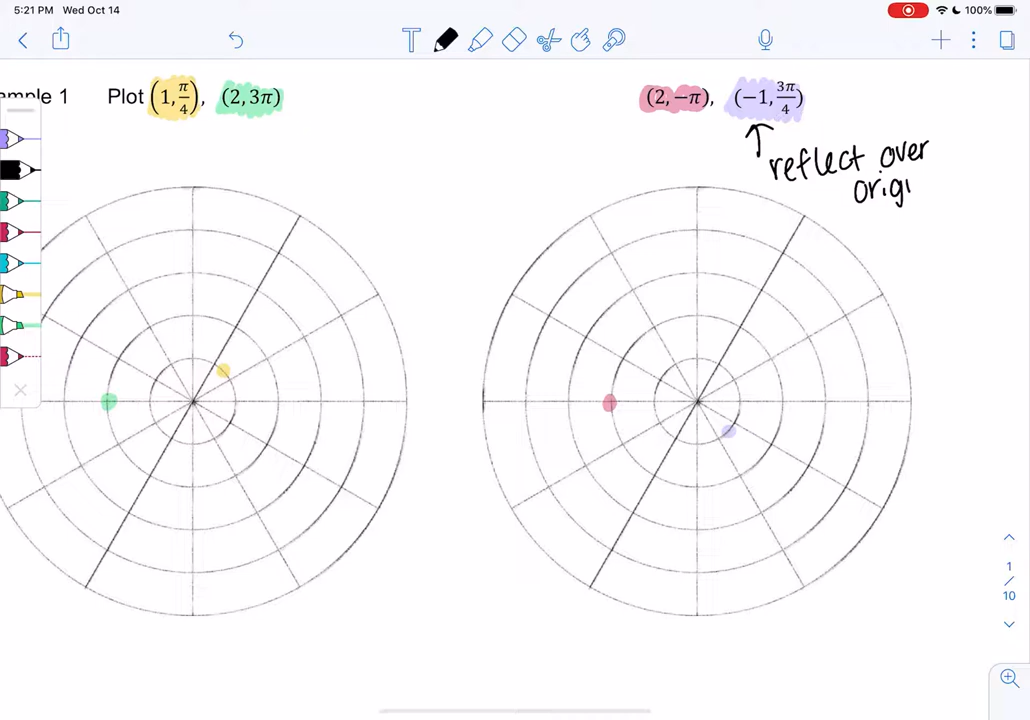 5:21 PM Wed Oct 14
100%
ample 1 Plot (1, π/4), (2, 3π)
(2, −π), (−1, 3π/4)
reflect over
origi
1
/
10